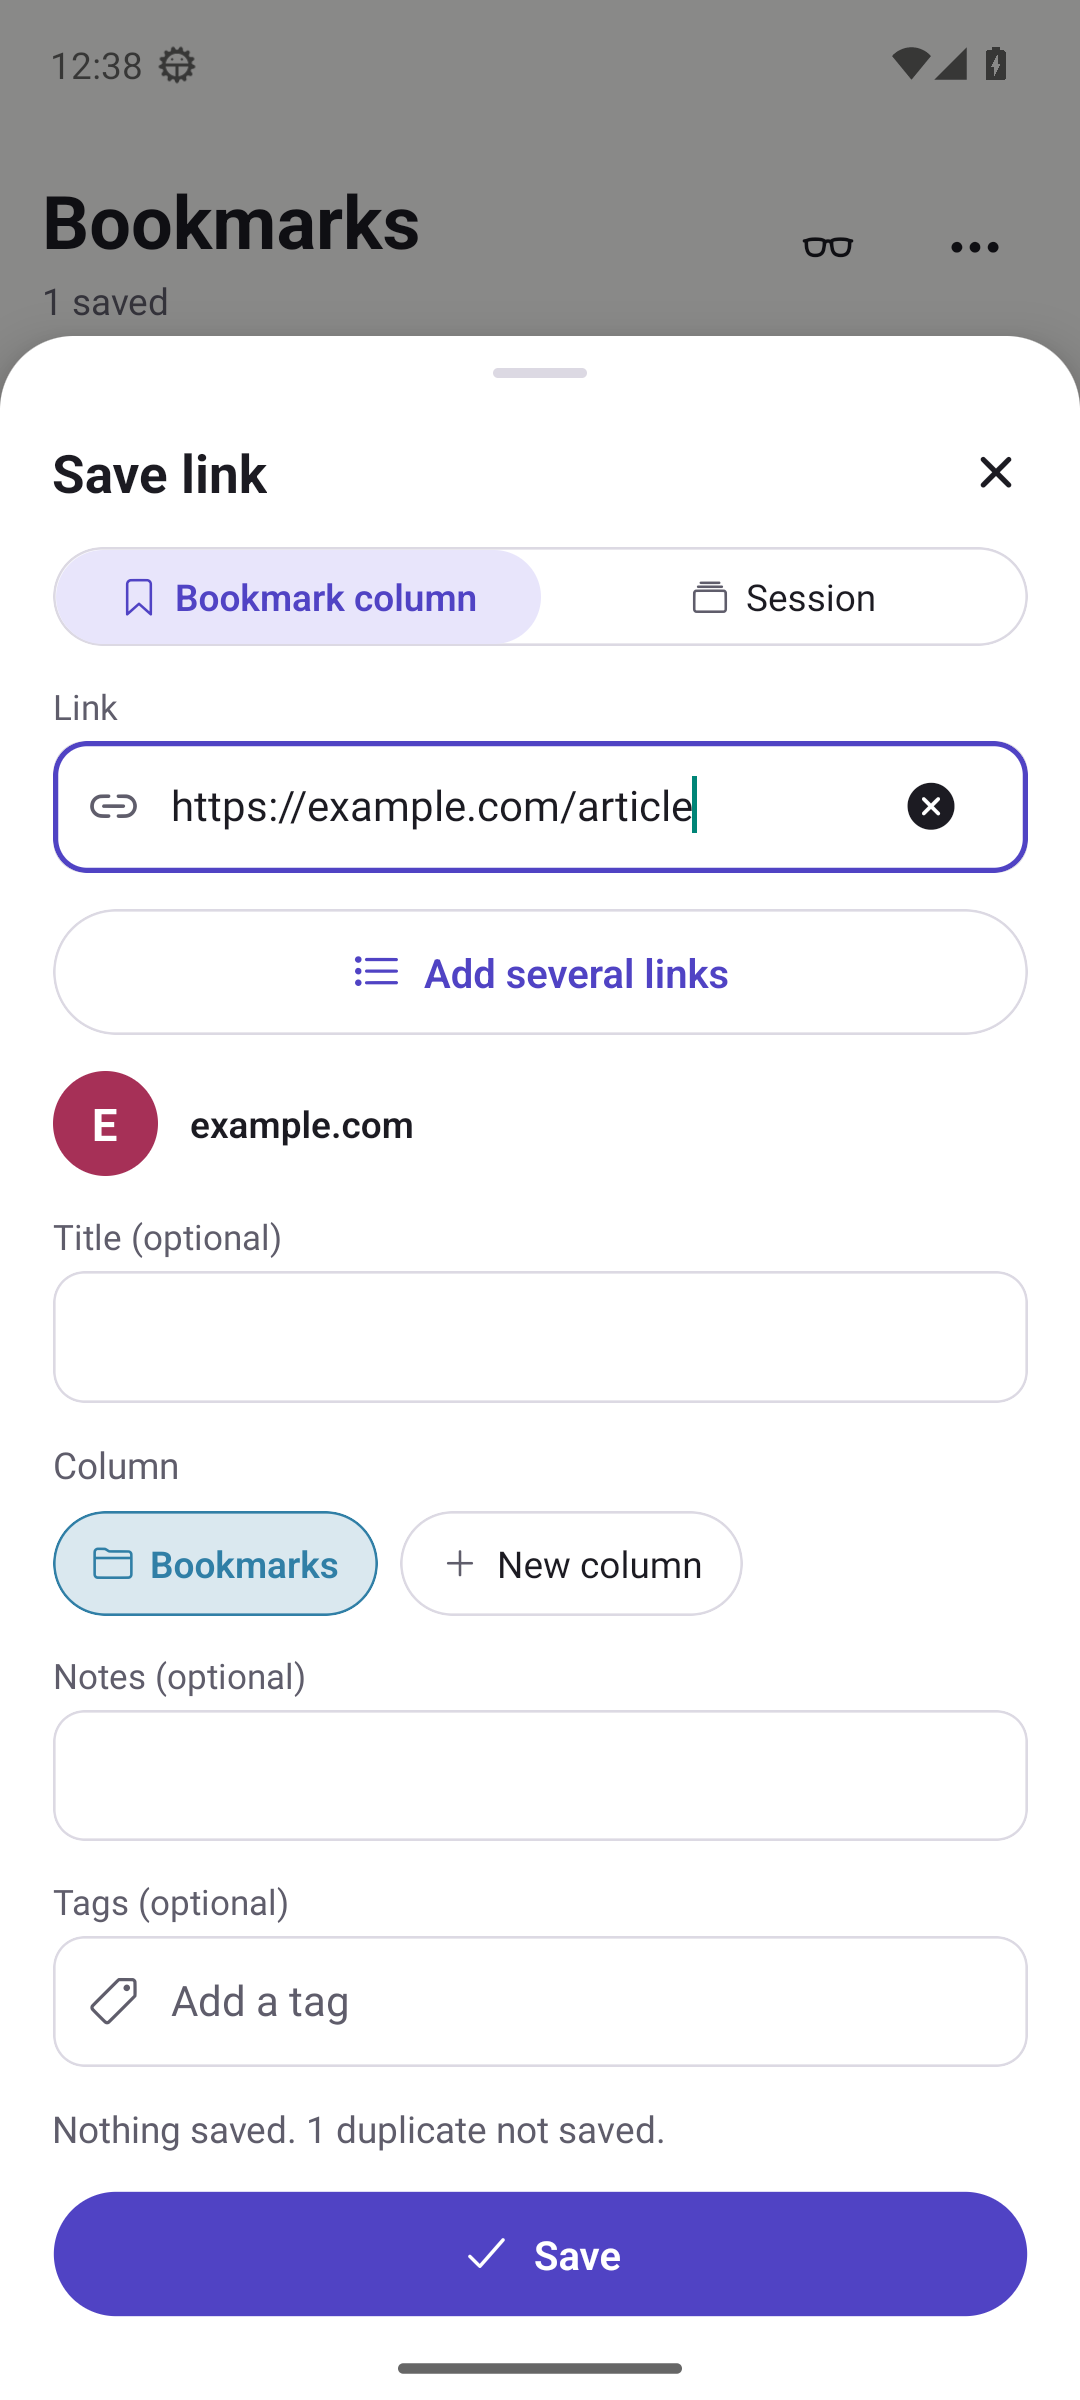 12:38
Bookmarks
1 saved
Save link
Bookmark column
Session
Link
https://example.com/article
Add several links
E
example.com
Title (optional)
Column
Bookmarks
New column
Notes (optional)
Tags (optional)
Add a tag
Nothing saved. 1 duplicate not saved.
Save